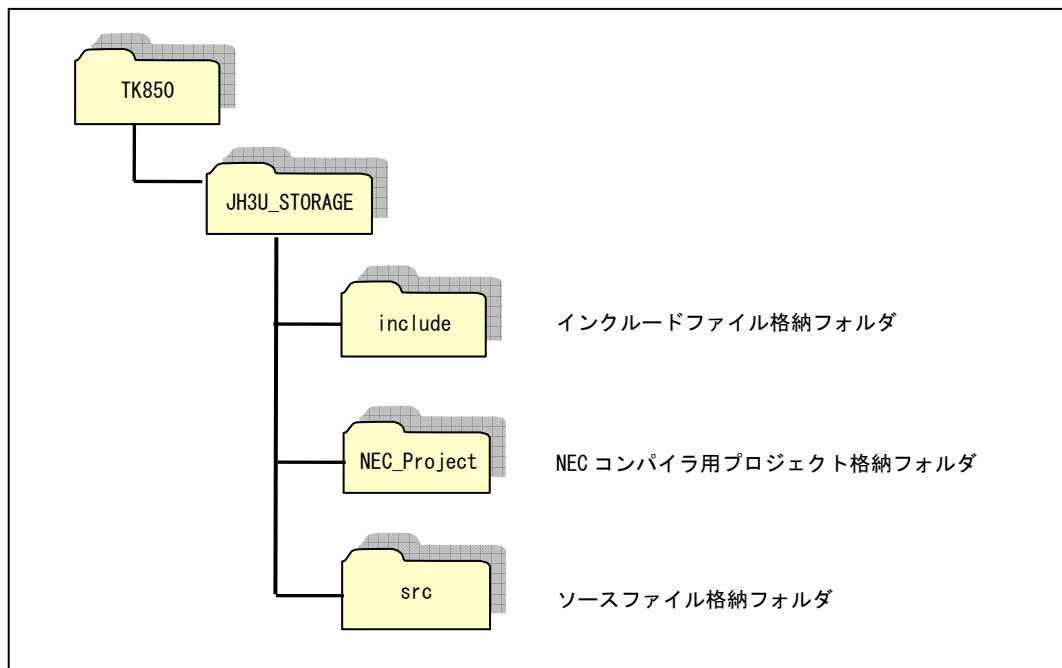 TK850
JH3U_STORAGE
include インクルードファイル格納フォルダ
NEC_Project NECコンパイラ用プロジェクト格納フォルダ
src ソースファイル格納フォルダ